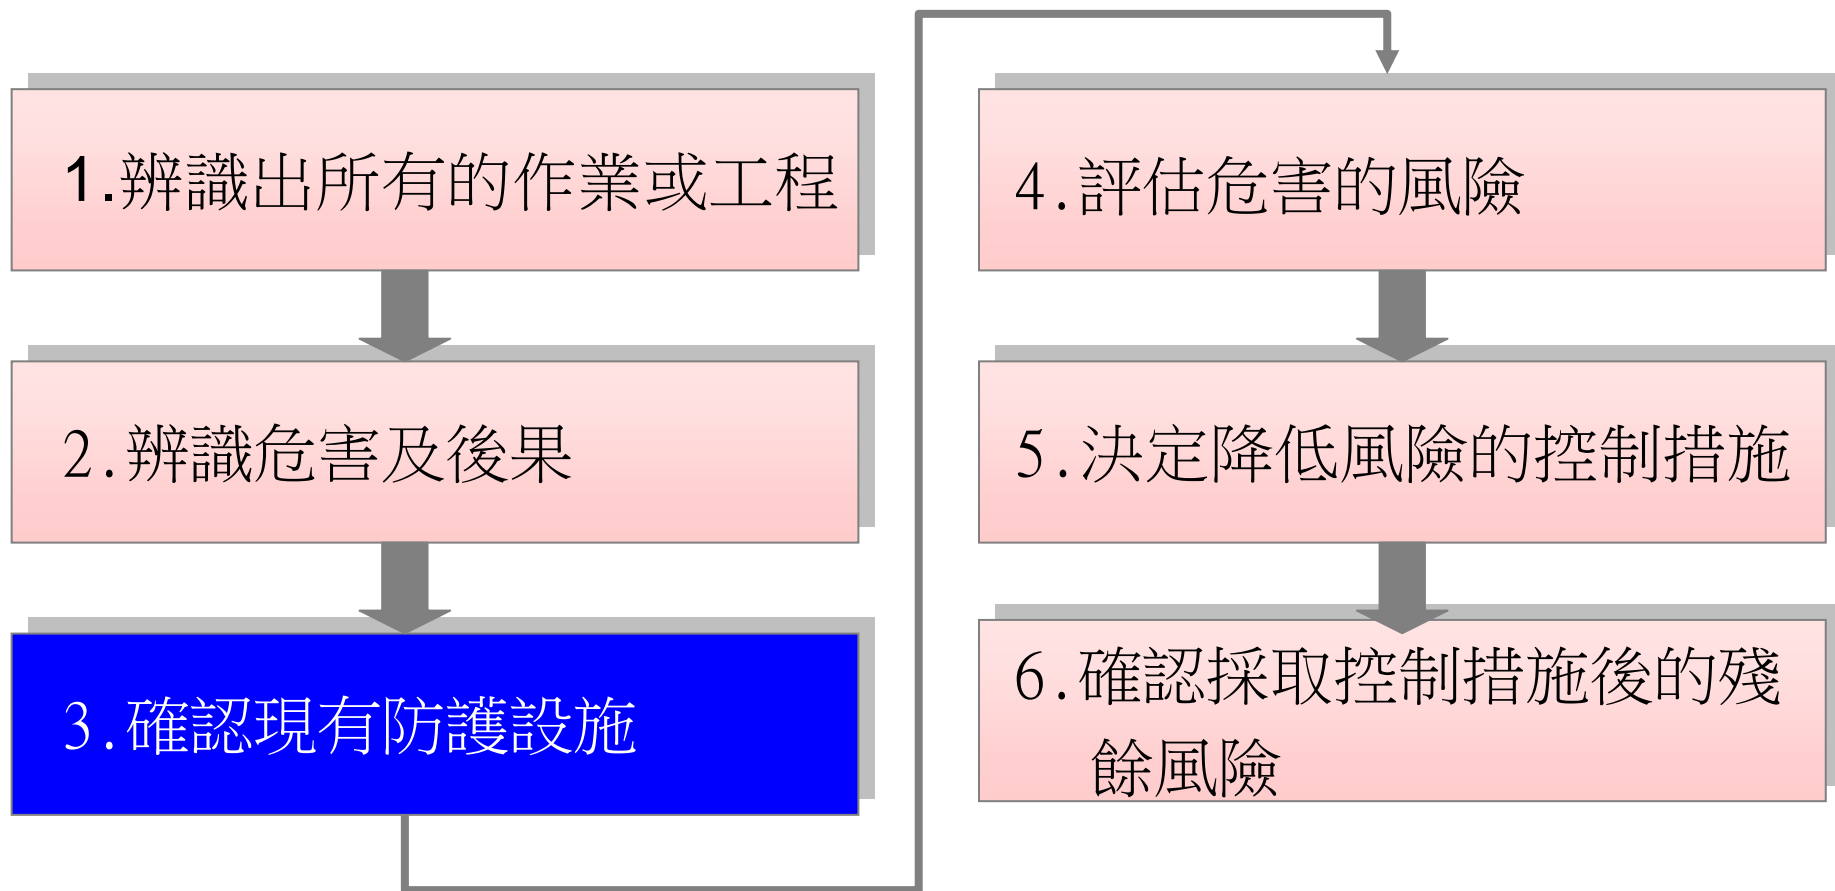 1.辨識出所有的作業或工程
2.辨識危害及後果
3.確認現有防護設施
4.評估危害的風險
5.決定降低風險的控制措施
6.確認採取控制措施後的殘
餘風險